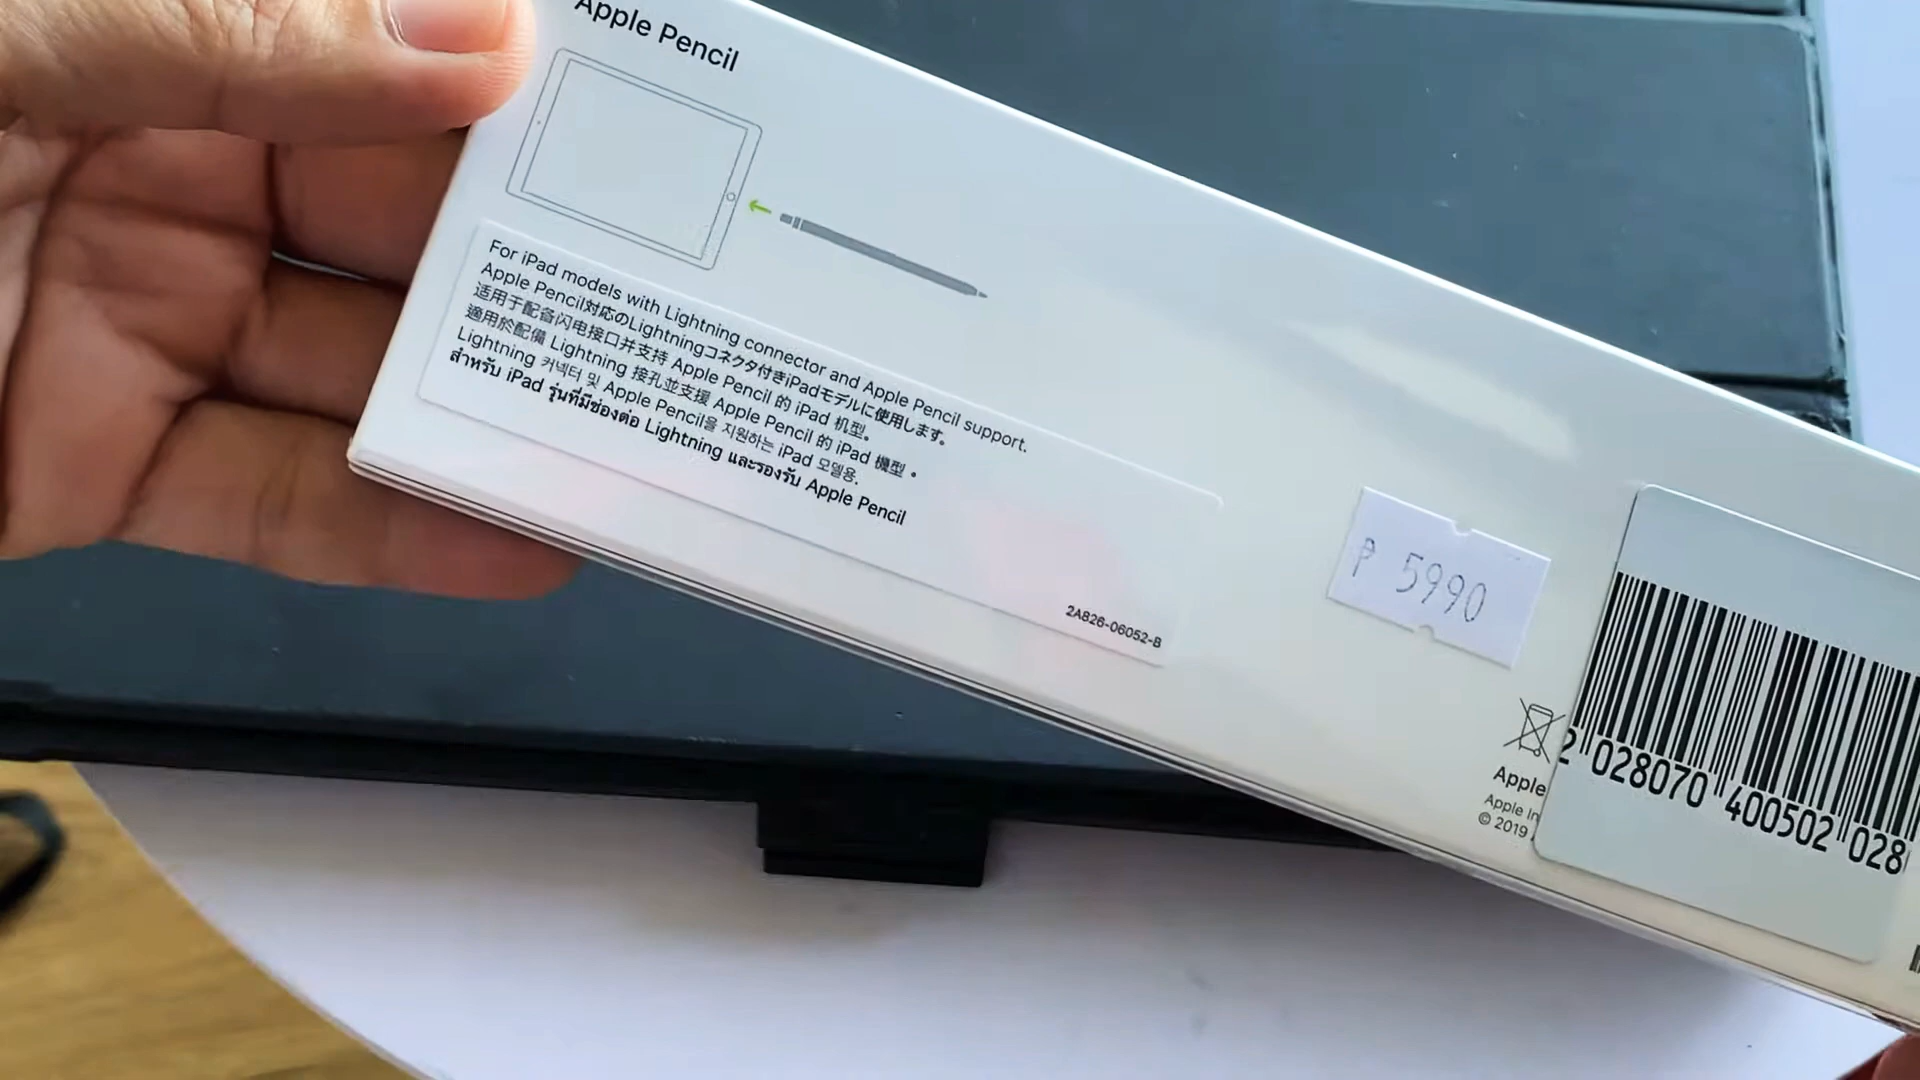 Apple Pencil
For iPad models with Lightning connector and Apple Pencil support.
Apple Pencil対応のLightningコネクタ付きiPadモデルに使用します。
适用于配备闪电接口并支持 Apple Pencil 的 iPad 机型。
適用於配備 Lightning 接孔並支援 Apple Pencil 的 iPad 機型。
Lightning 커넥터 및 Apple Pencil을 지원하는 iPad 모델용.
สำหรับ iPad รุ่นที่มีช่องต่อ Lightning และรองรับ Apple Pencil
2A826-06052-B
₱ 5990
2 028070 400502 028
Apple
Apple In
© 2019